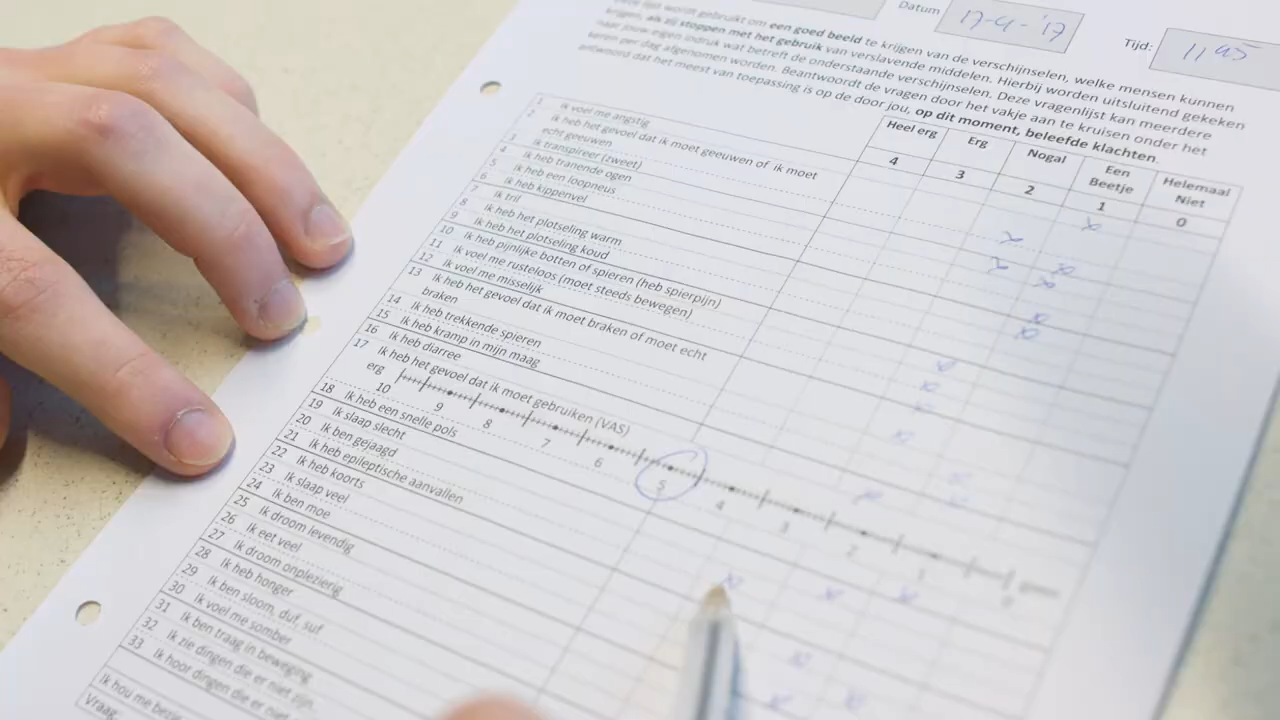 Datum 17-4-'17
Tijd: 1145
een goed beeld te krijgen van de verschijnselen, welke mensen kunnen
krijgen, als zij stoppen met het gebruik van verslavende middelen. Hierbij worden uitsluitend gekeken
naar jouw eigen indruk wat betreft de onderstaande verschijnselen. Deze vragenlijst kan meerdere
keren per dag afgenomen worden. Beantwoordt de vragen door het vakje aan te kruisen onder het
antwoord dat het meest van toepassing is op de door jou, op dit moment, beleefde klachten.
Heel erg Erg Nogal Een Beetje Helemaal Niet
4 3 2 1 0
1 Ik voel me angstig
2 Ik heb het gevoel dat ik moet geeuwen of ik moet
echt geeuwen
3 Ik transpireer (zweet)
4 Ik heb tranende ogen
5 Ik heb een loopneus
6 Ik heb kippenvel
7 Ik tril
8 Ik heb het plotseling warm
9 Ik heb het plotseling koud
10 Ik heb pijnlijke botten of spieren (heb spierpijn)
11 Ik voel me rusteloos (moet steeds bewegen)
12 Ik voel me misselijk
13 Ik heb het gevoel dat ik moet braken of moet echt
braken
14 Ik heb trekkende spieren
15 Ik heb kramp in mijn maag
16 Ik heb diarree
17 Ik heb het gevoel dat ik moet gebruiken (VAS)
erg
10 9 8 7 6 5 4 3 2 1
18 Ik heb een snelle pols
19 Ik slaap slecht
20 Ik ben gejaagd
21 Ik heb epileptische aanvallen
22 Ik heb koorts
23 Ik slaap veel
24 Ik ben moe
25 Ik droom levendig
26 Ik eet veel
27 Ik droom onplezierig
28 Ik heb honger
29 Ik ben sloom, duf, suf
30 Ik voel me somber
31 Ik ben traag in beweging
32 Ik zie dingen die er niet zijn.
33 Ik hoor dingen die er niet
Ik hou me
Vraag